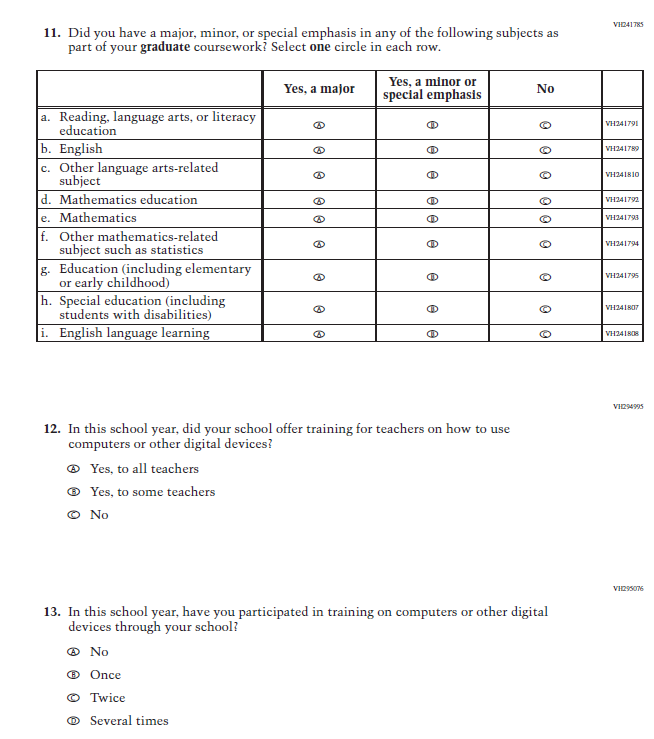 VH241785
11. Did you have a major, minor, or special emphasis in any of the following subjects as
part of your graduate coursework? Select one circle in each row.
Yes, a major
Yes, a minor or
special emphasis
No
a. Reading, language arts, or literacy
education
Ⓐ Ⓑ Ⓒ VH241791
b. English Ⓐ Ⓑ Ⓒ VH241789
c. Other language arts-related
subject
Ⓐ Ⓑ Ⓒ VH241810
d. Mathematics education Ⓐ Ⓑ Ⓒ VH241792
e. Mathematics Ⓐ Ⓑ Ⓒ VH241793
f. Other mathematics-related
subject such as statistics
Ⓐ Ⓑ Ⓒ VH241794
g. Education (including elementary
or early childhood)
Ⓐ Ⓑ Ⓒ VH241795
h. Special education (including
students with disabilities)
Ⓐ Ⓑ Ⓒ VH241807
i. English language learning Ⓐ Ⓑ Ⓒ VH241808
VH294995
12. In this school year, did your school offer training for teachers on how to use
computers or other digital devices?
Ⓐ Yes, to all teachers
Ⓑ Yes, to some teachers
Ⓒ No
VH295076
13. In this school year, have you participated in training on computers or other digital
devices through your school?
Ⓐ No
Ⓑ Once
Ⓒ Twice
Ⓓ Several times